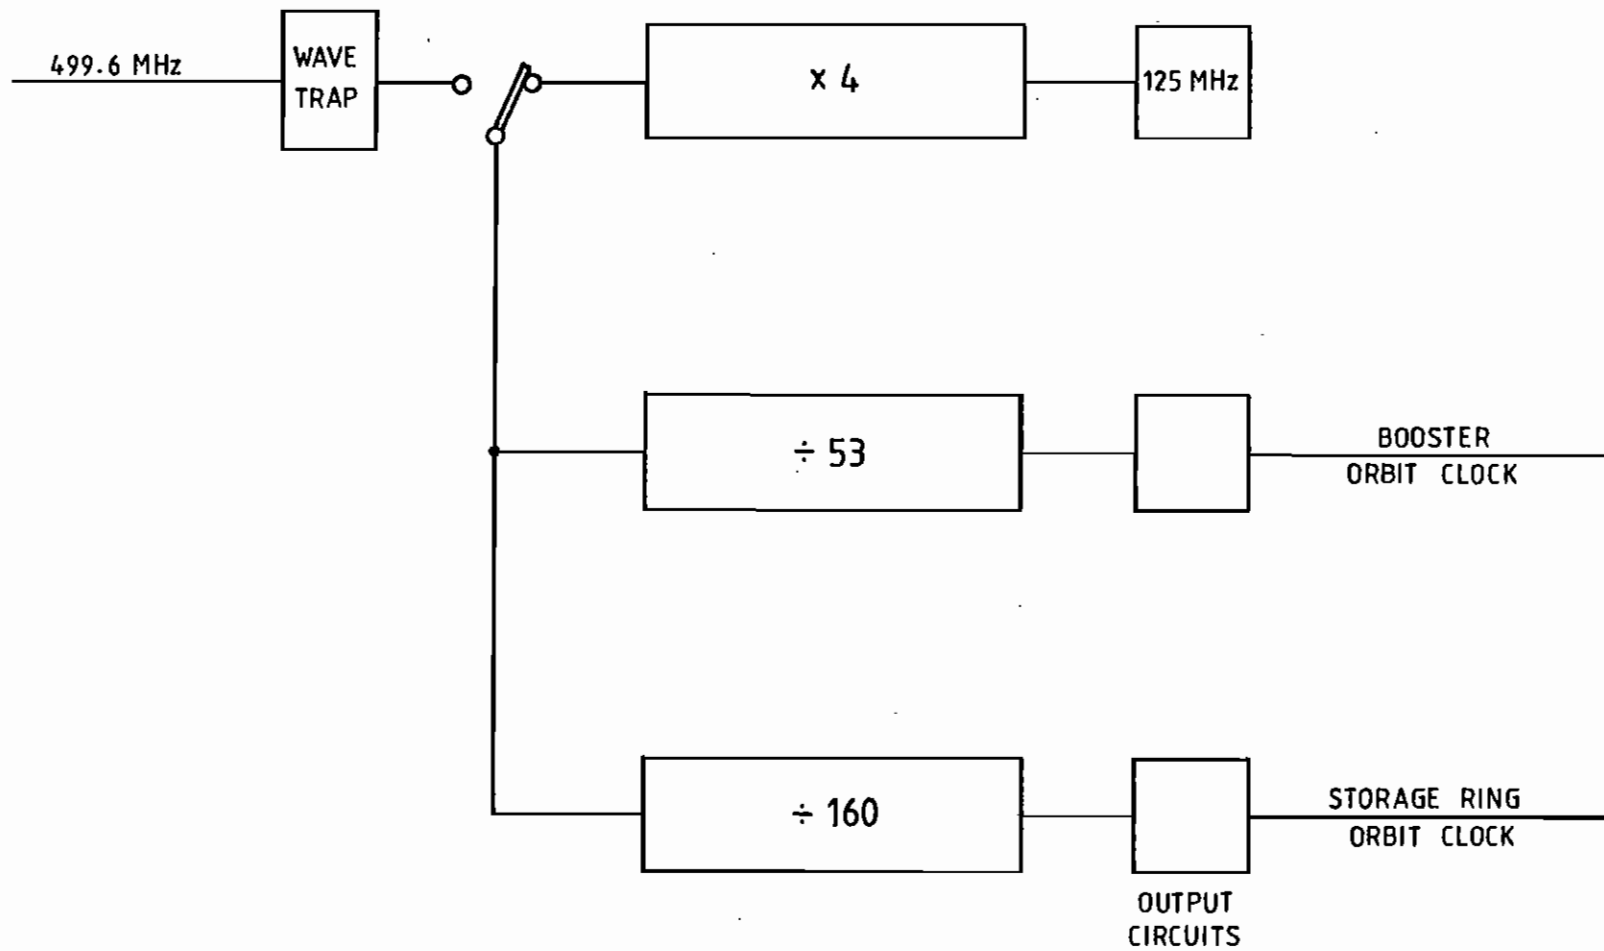 499.6 MHz
WAVE
TRAP
x 4
125 MHz
÷ 53
BOOSTER
ORBIT CLOCK
÷ 160
STORAGE RING
ORBIT CLOCK
OUTPUT
CIRCUITS